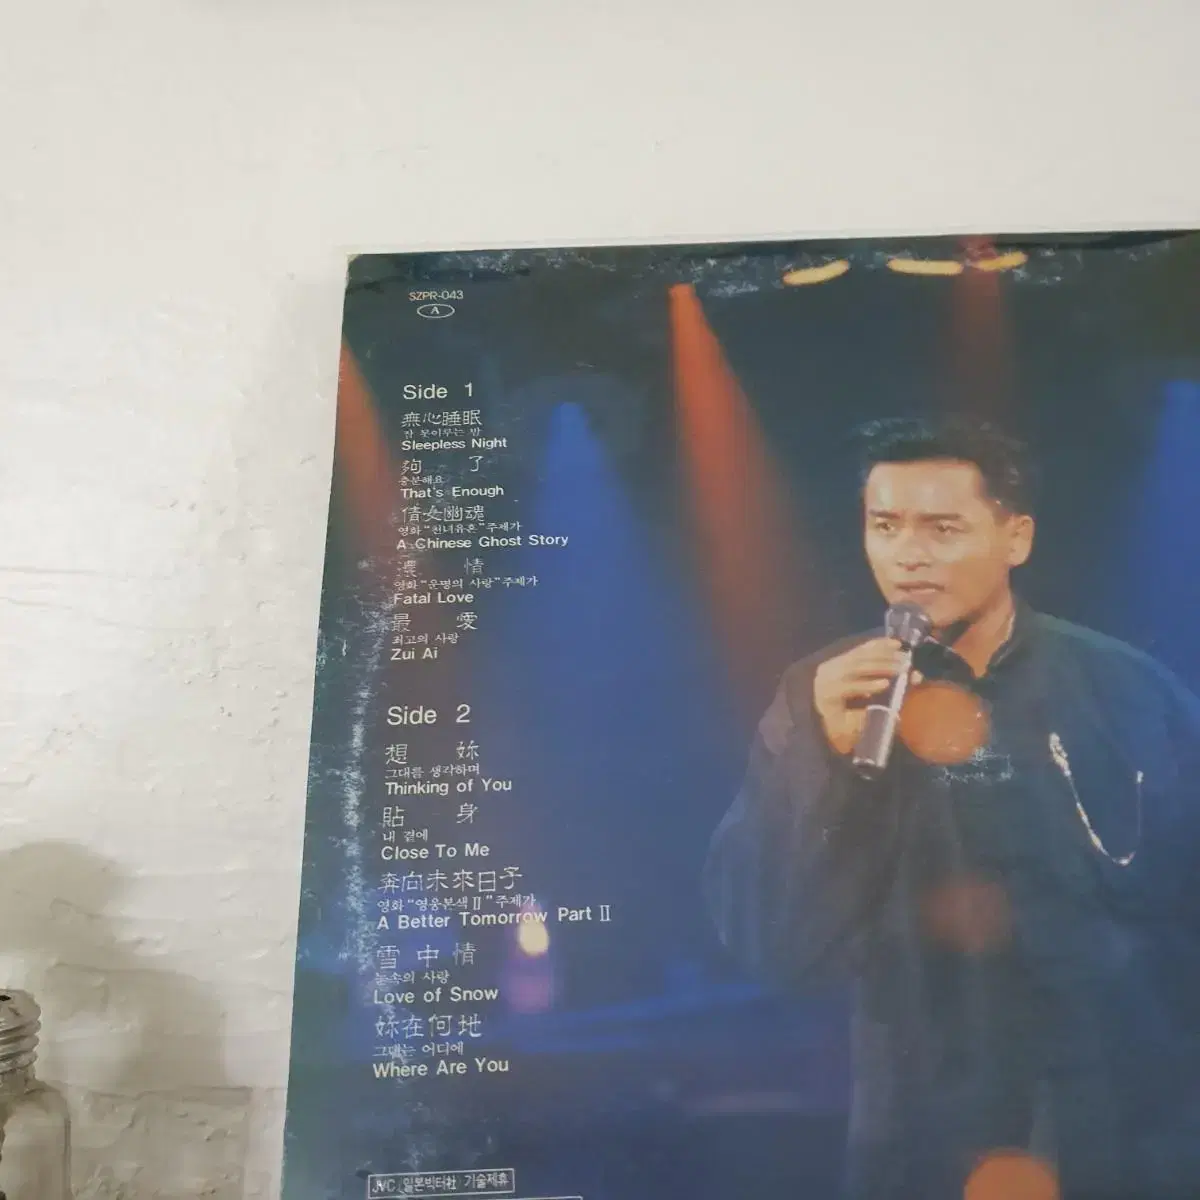 SZPR-043
A
Side 1
無心睡眠
잠 못이루는 밤
Sleepless Night
夠了
충분해요
That's Enough
倩女幽魂
영화 "천녀유혼" 주제가
A Chinese Ghost Story
濃情
영화 "운명의 사랑" 주제가
Fatal Love
最愛
최고의 사랑
Zui Ai
Side 2
想妳
그대를 생각하며
Thinking of You
貼身
내 곁에
Close To Me
奔向未來日子
영화 "영웅본색 Ⅱ" 주제가
A Better Tomorrow Part Ⅱ
雪中情
눈속의 사랑
Love of Snow
妳在何地
그대는 어디에
Where Are You
JVC 일본빅터社 기술제휴